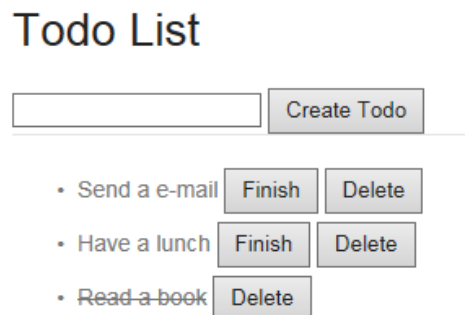 Todo List
Create Todo
• Send a e-mail Finish Delete
• Have a lunch Finish Delete
• Read a book Delete